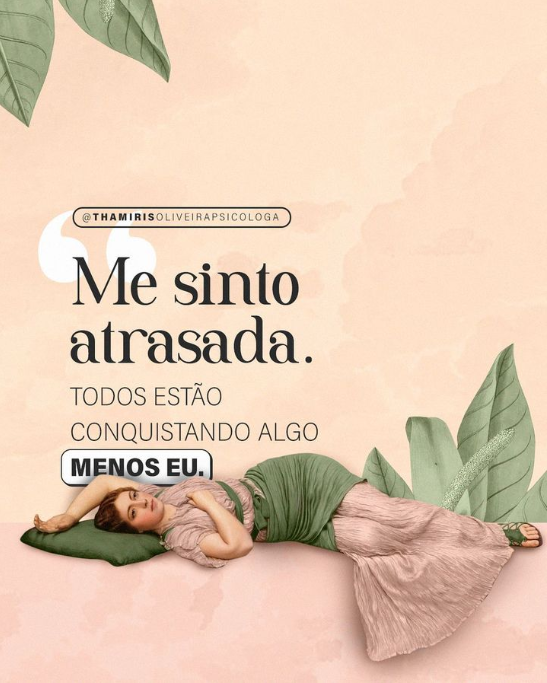 @THAMIRISOLIVEIRAPSICOLOGA
“
Me sinto
atrasada.
TODOS ESTÃO
CONQUISTANDO ALGO
MENOS EU.